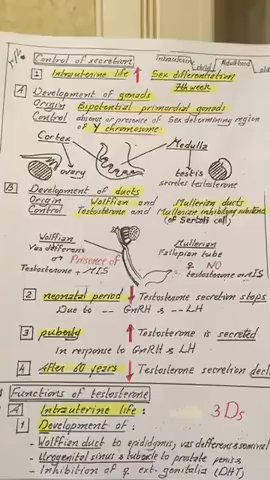 Control of secretion
intrauterine
child
Adulthood
1 Intrauterine life ↑ Sex differentiation
A Development of gonads 7th week
Origin Bipotential primordial gonads
Control absence or presence of Sex determining region
of Y chromosome
Cortex Medulla
ovary testis
secretes testosterone
B Development of ducts
Origin Wolffian and Mullerian ducts
Control Testosterone and Mullerian inhibiting substance
(of Sertoli cell)
Wolffian Mullerian
Vas deferens Fallopian tube
♂ Presence of ♀ NO
Testosterone + MIS testosterone or MIS
2 neonatal period ↓ Testosterone secretion stops
Due to -- GnRH & -- LH
3 puberty ↑ Testosterone is secreted
In response to GnRH & LH
4 After 60 years ↓ Testosterone secretion decl
Functions of testosterone
A Intrauterine life: 3 Ds
1 Development of:
- Wolffian duct to epididymis, vas deferens & seminal
- Urogenital sinus & tubercle to prostate penis
- Inhibition of ♀ ext. genitalia (DHT)